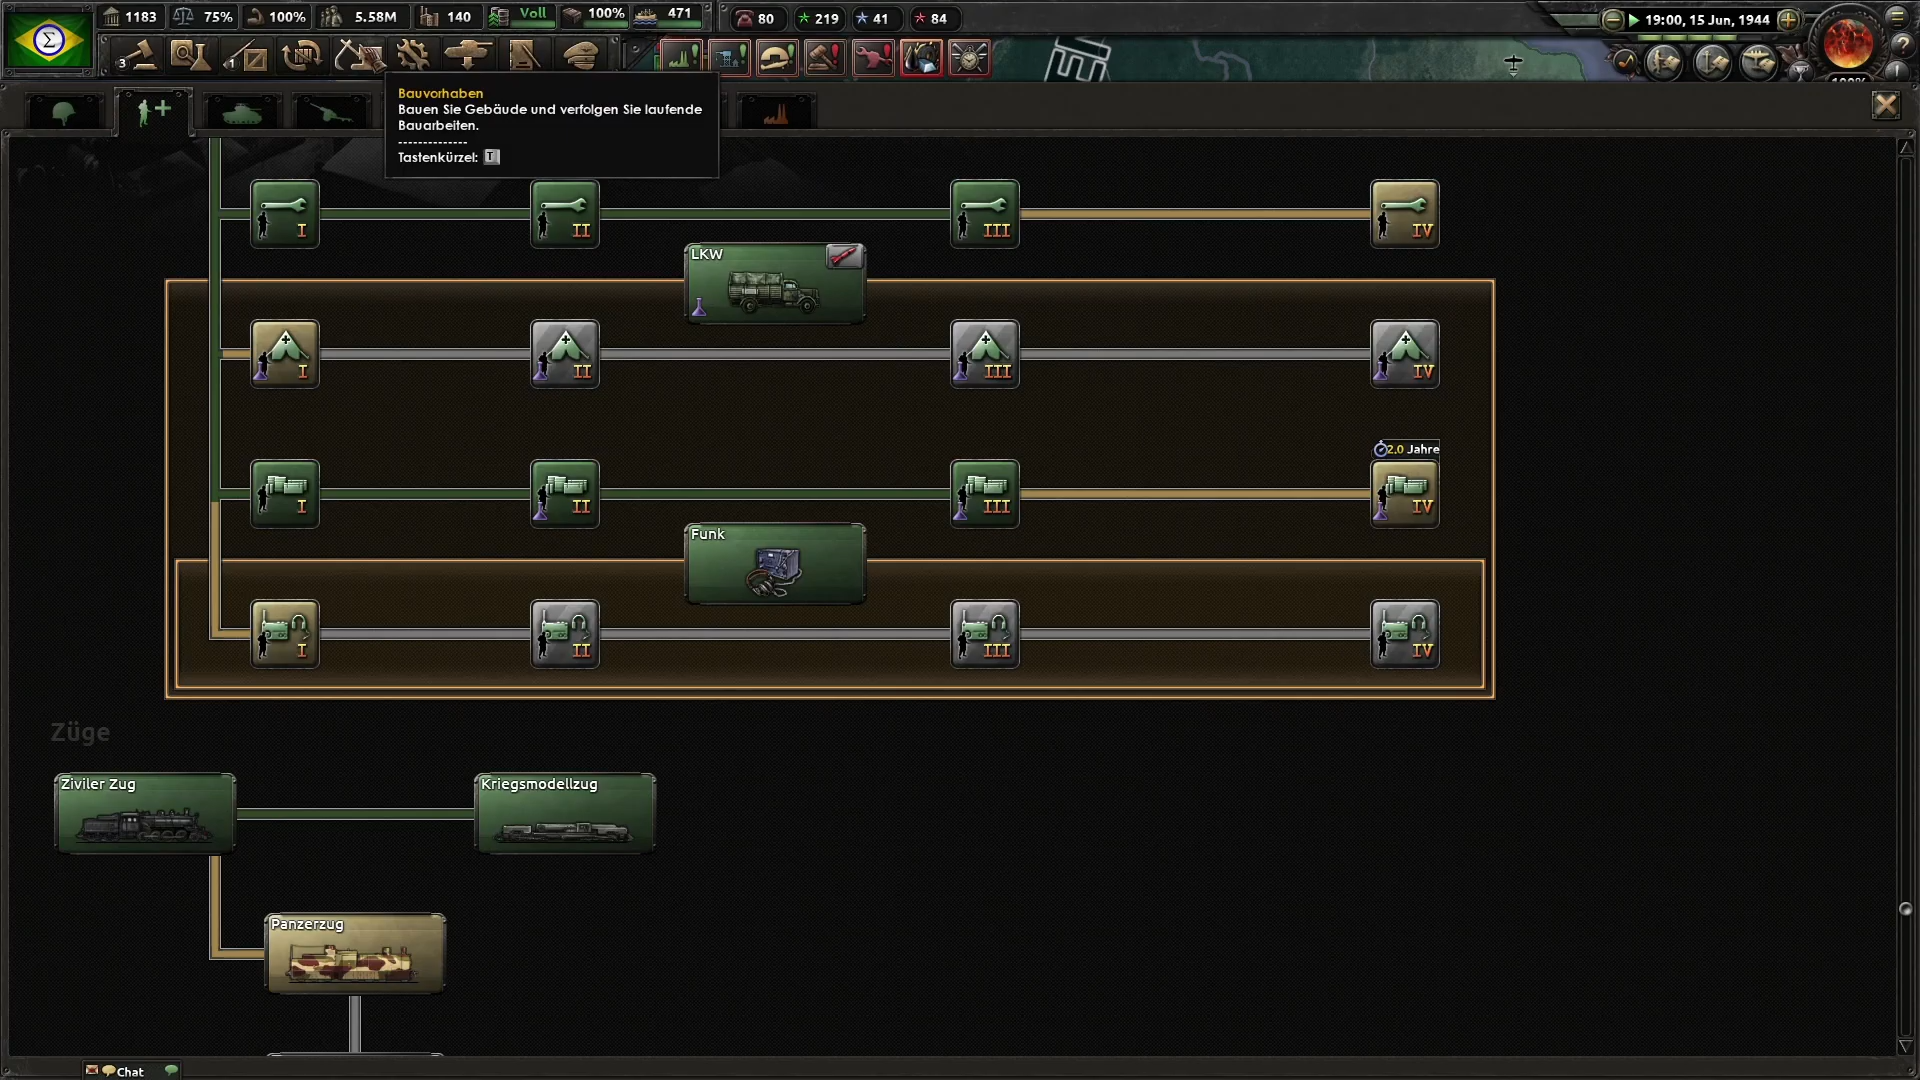 1183 75% 100% 5.58M 140 Voll 100% 471 80 219 41 84 19:00, 15 Jun, 1944
3 1
100%
Bauvorhaben
Bauen Sie Gebäude und verfolgen Sie laufende
Bauarbeiten.
--------------
Tastenkürzel: T
I II III IV
LKW
I II III IV
2.0 Jahre
I II III IV
Funk
I II III IV
Züge
Ziviler Zug Kriegsmodellzug
Panzerzug
Chat